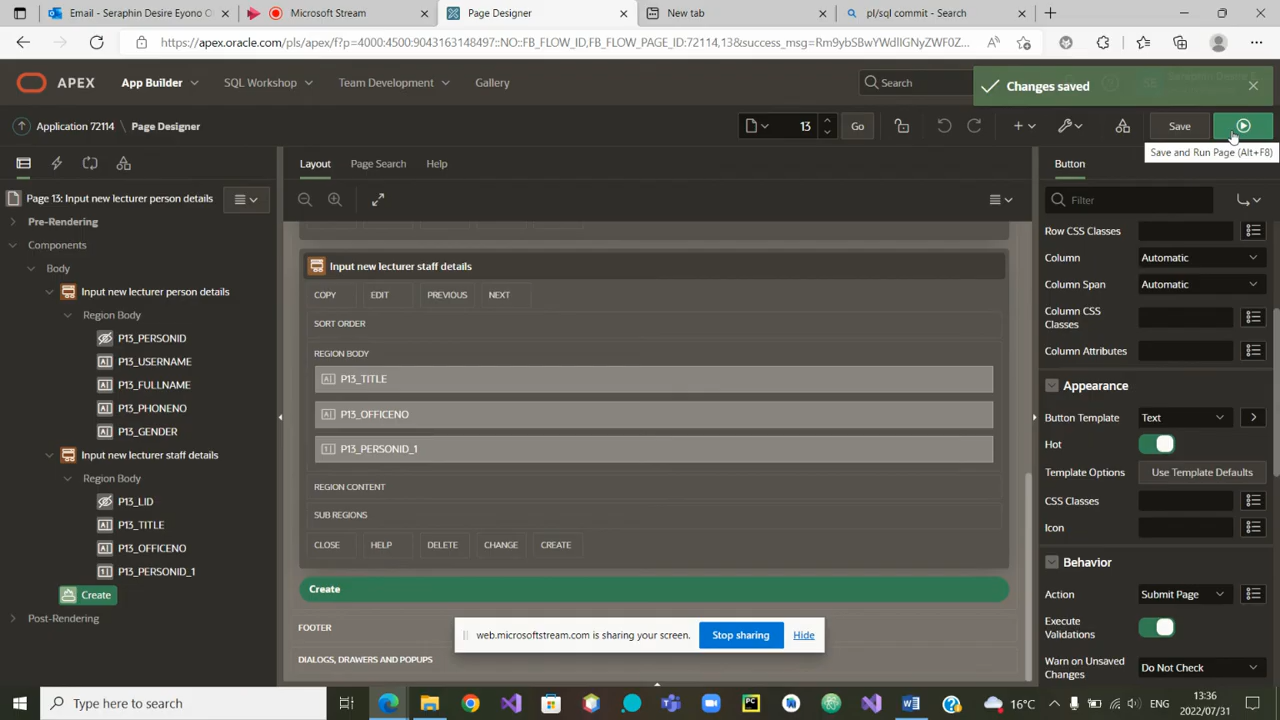 Email - Seraphin Desire Eyono O
Microsoft Stream
Page Designer
New tab
pl/sql commit - Search
https://apex.oracle.com/pls/apex/f?p=4000:4500:9043163148497::NO::FB_FLOW_ID,FB_FLOW_PAGE_ID:72114,13&success_msg=Rm9ybSBwYWdlIGNyZWF0Z...
APEX
App Builder
SQL Workshop
Team Development
Gallery
Search
Changes saved
Application 72114
Page Designer
13
Go
Save
Save and Run Page (Alt+F8)
Layout
Page Search
Help
Button
Page 13: Input new lecturer person details
Filter
Pre-Rendering
Components
Body
Input new lecturer person details
Region Body
P13_PERSONID
P13_USERNAME
P13_FULLNAME
P13_PHONENO
P13_GENDER
Input new lecturer staff details
Region Body
P13_LID
P13_TITLE
P13_OFFICENO
P13_PERSONID_1
Create
Post-Rendering
Input new lecturer staff details
COPY
EDIT
PREVIOUS
NEXT
SORT ORDER
REGION BODY
P13_TITLE
P13_OFFICENO
P13_PERSONID_1
REGION CONTENT
SUB REGIONS
CLOSE
HELP
DELETE
CHANGE
CREATE
Create
FOOTER
DIALOGS, DRAWERS AND POPUPS
web.microsoftstream.com is sharing your screen.
Stop sharing
Hide
Row CSS Classes
Column
Automatic
Column Span
Automatic
Column CSS
Classes
Column Attributes
Appearance
Button Template
Text
Hot
Template Options
Use Template Defaults
CSS Classes
Icon
Behavior
Action
Submit Page
Execute
Validations
Warn on Unsaved
Changes
Do Not Check
Type here to search
16°C
13:36
2022/07/31